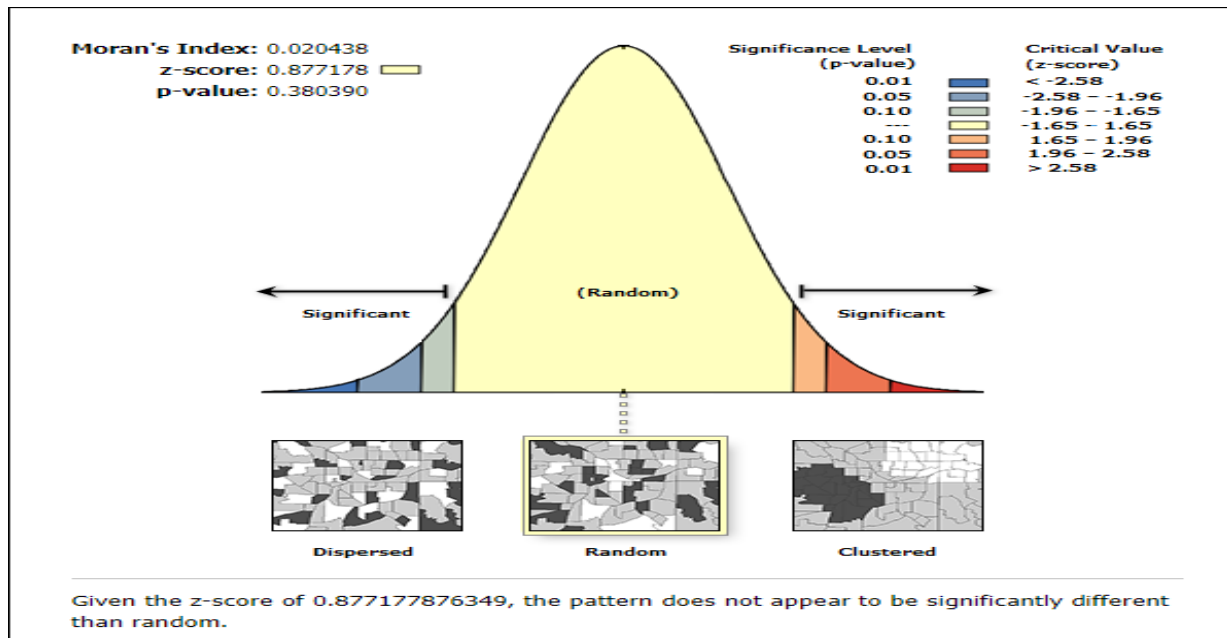 Moran's Index: 0.020438
z-score: 0.877178
p-value: 0.380390
Significance Level
(p-value)
Critical Value
(z-score)
0.01 < -2.58
0.05 -2.58 – -1.96
0.10 -1.96 – -1.65
--- -1.65 – 1.65
0.10 1.65 – 1.96
0.05 1.96 – 2.58
0.01 > 2.58
(Random)
Significant
Significant
Dispersed
Random
Clustered
Given the z-score of 0.877177876349, the pattern does not appear to be significantly different
than random.